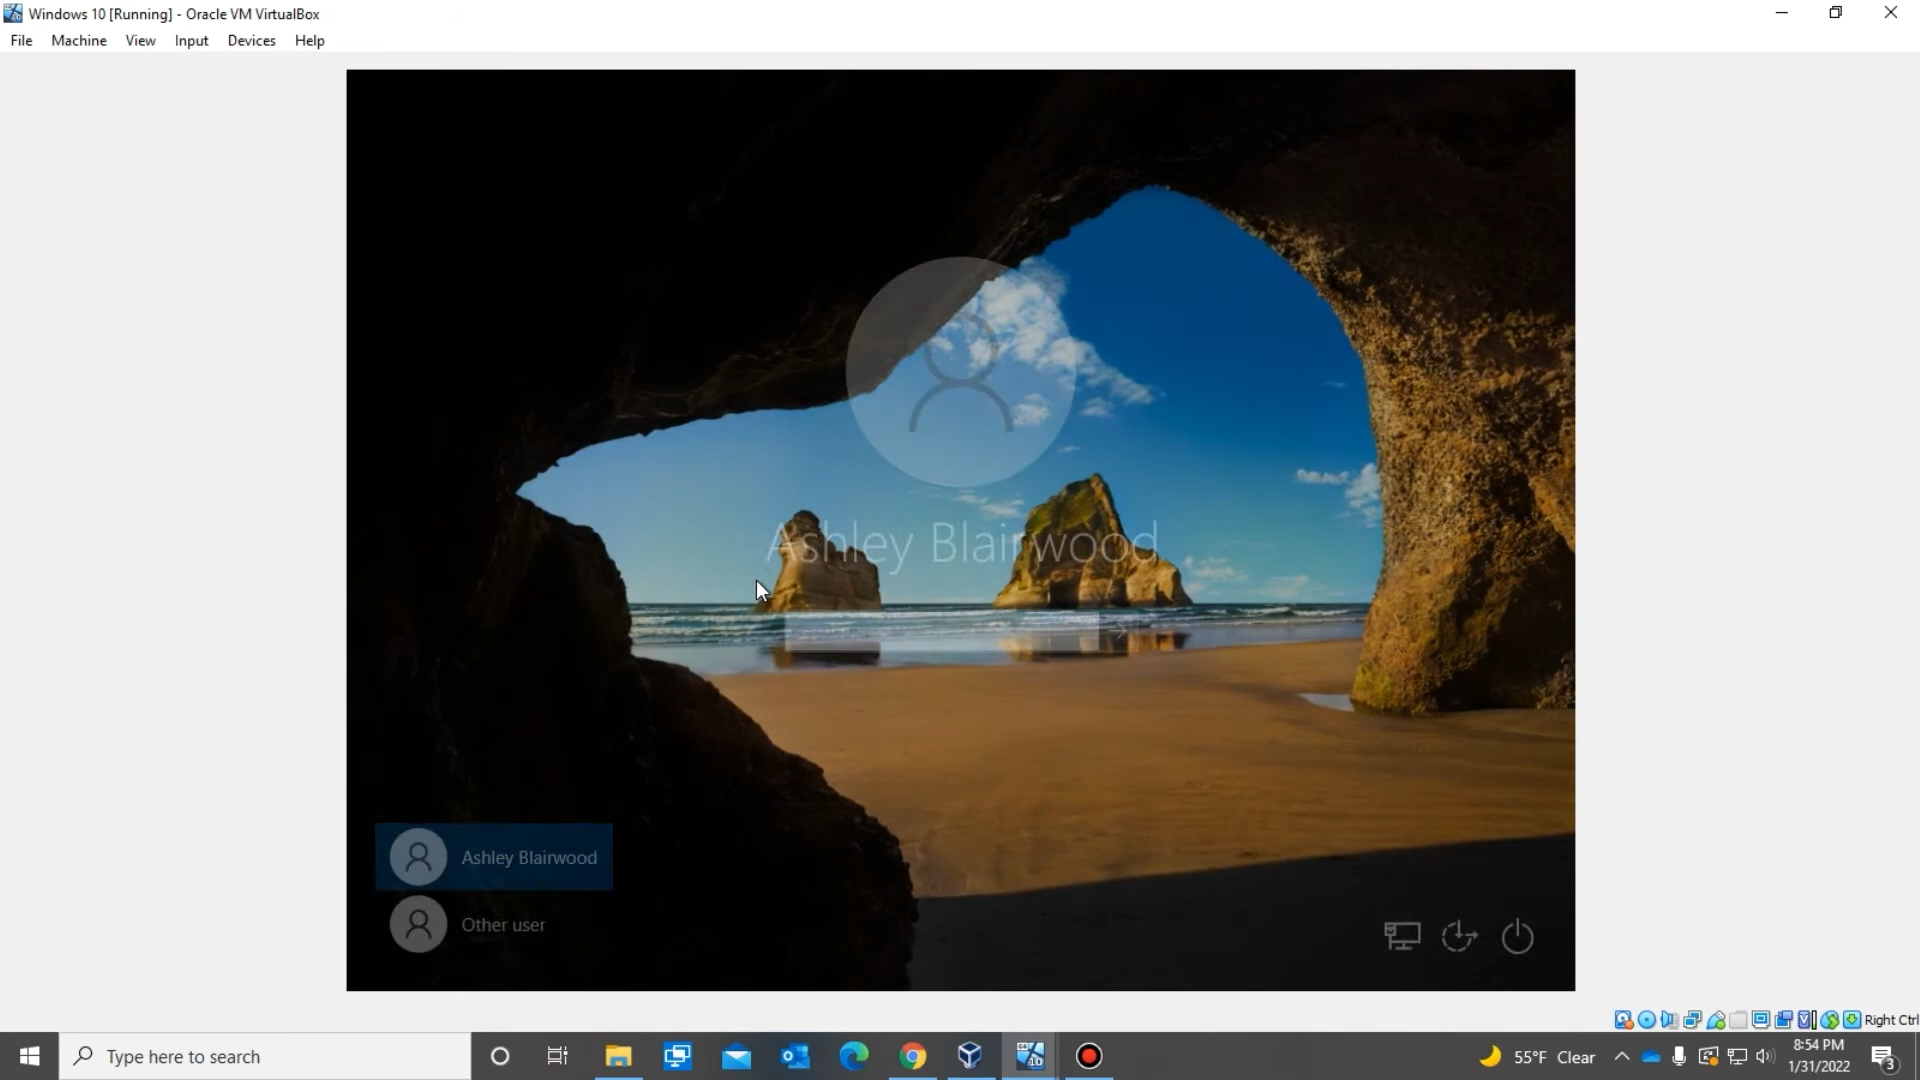 Windows 10 [Running] - Oracle VM VirtualBox
File Machine View Input Devices Help
Ashley Blairwood
Ashley Blairwood
Other user
Right Ctrl
Type here to search
55°F Clear
8:54 PM
1/31/2022
3